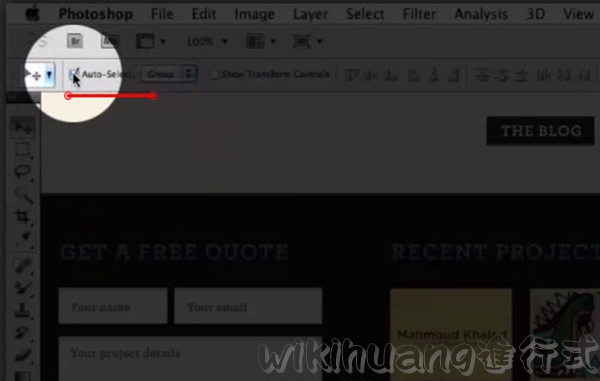 Photoshop File Edit Image Layer Select Filter Analysis 3D View
Br 100%
Auto-Select: Group Show Transform Controls
THE BLOG
GET A FREE QUOTE RECENT PROJECT
Your name Your email
Mahmoud Khaled
Your project details
wikihuang進行式